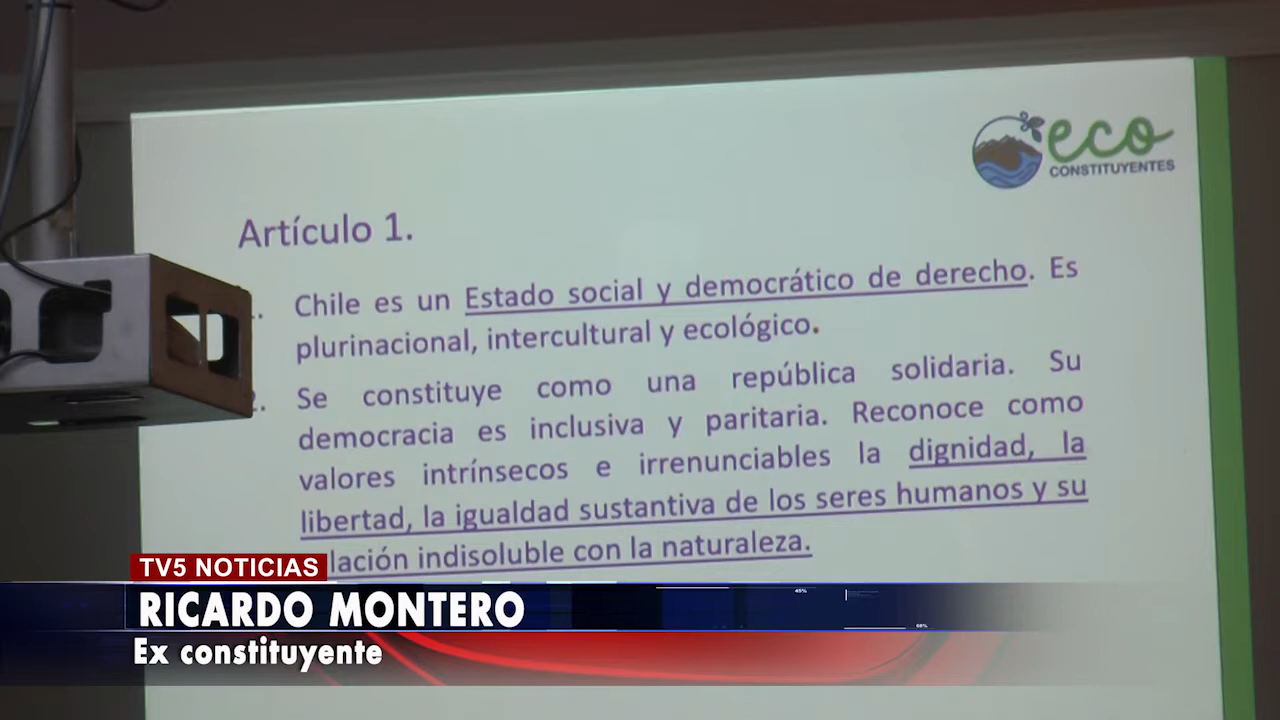 eco
CONSTITUYENTES
Artículo 1.
Chile es un Estado social y democrático de derecho. Es
plurinacional, intercultural y ecológico.
Se constituye como una república solidaria. Su
democracia es inclusiva y paritaria. Reconoce como
valores intrínsecos e irrenunciables la dignidad, la
libertad, la igualdad sustantiva de los seres humanos y su
lación indisoluble con la naturaleza.
TV5 NOTICIAS
RICARDO MONTERO
Ex constituyente
45%
68%